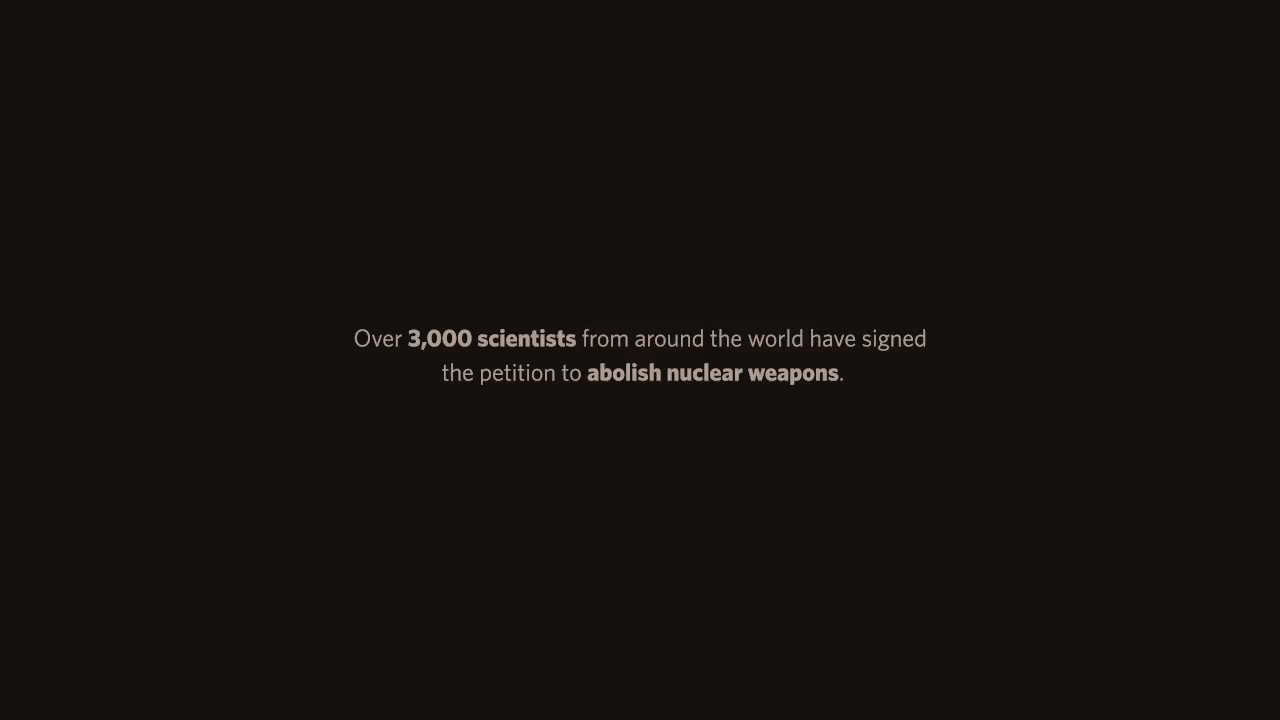 Over 3,000 scientists from around the world have signed
the petition to abolish nuclear weapons.